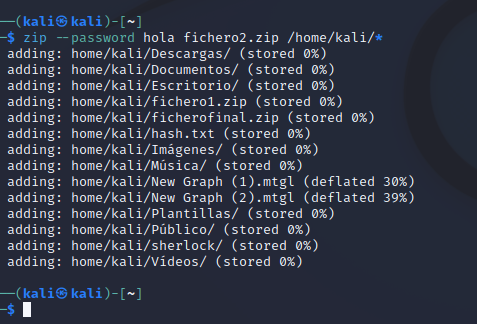 ──(kali㉿kali)-[~]
─$ zip --password hola fichero2.zip /home/kali/*
adding: home/kali/Descargas/ (stored 0%)
adding: home/kali/Documentos/ (stored 0%)
adding: home/kali/Escritorio/ (stored 0%)
adding: home/kali/fichero1.zip (stored 0%)
adding: home/kali/ficherofinal.zip (stored 0%)
adding: home/kali/hash.txt (stored 0%)
adding: home/kali/Imágenes/ (stored 0%)
adding: home/kali/Música/ (stored 0%)
adding: home/kali/New Graph (1).mtgl (deflated 30%)
adding: home/kali/New Graph (2).mtgl (deflated 39%)
adding: home/kali/Plantillas/ (stored 0%)
adding: home/kali/Público/ (stored 0%)
adding: home/kali/sherlock/ (stored 0%)
adding: home/kali/Vídeos/ (stored 0%)
──(kali㉿kali)-[~]
─$